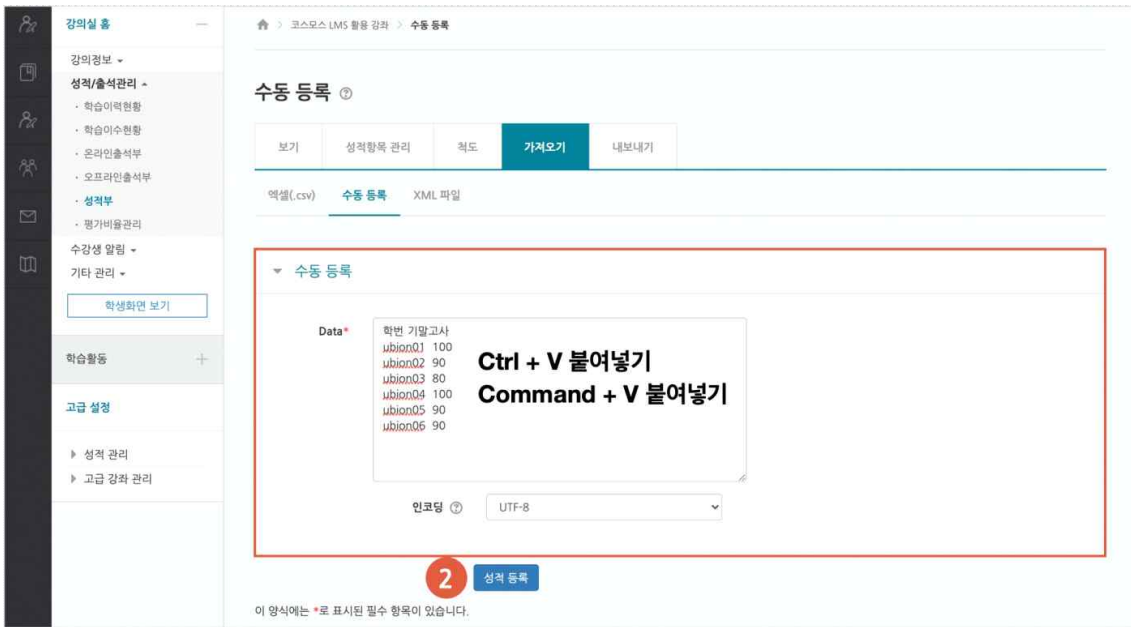 강의실 홈
코스모스 LMS 활용 강좌 > 수동 등록
강의정보
성적/출석관리
· 학습이력현황
· 학습이수현황
· 온라인출석부
· 오프라인출석부
· 성적부
· 평가비율관리
수강생 알림
기타 관리
학생화면 보기
학습활동
고급 설정
성적 관리
고급 강좌 관리
수동 등록
보기 성적항목 관리 척도 가져오기 내보내기
엑셀(.csv) 수동 등록 XML 파일
수동 등록
Data*
학번 기말고사
ubion01 100
ubion02 90
ubion03 80
ubion04 100
ubion05 90
ubion06 90
Ctrl + V 붙여넣기
Command + V 붙여넣기
인코딩 UTF-8
2 성적 등록
이 양식에는 *로 표시된 필수 항목이 있습니다.